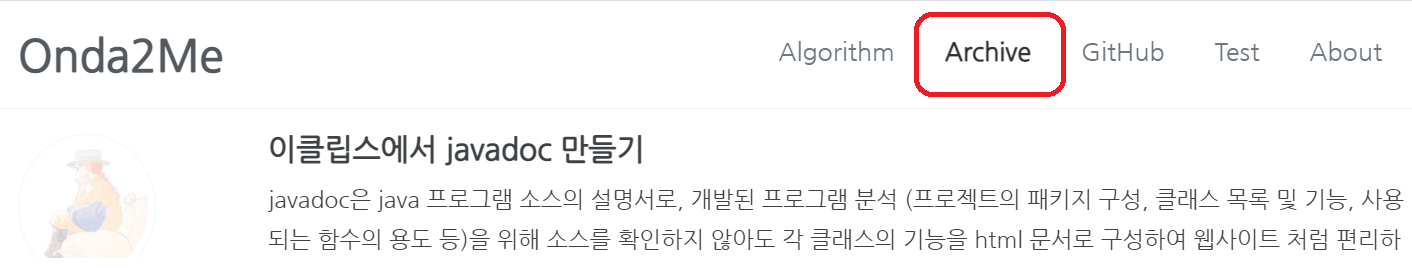 Onda2Me
Algorithm Archive GitHub Test About
이클립스에서 javadoc 만들기
javadoc은 java 프로그램 소스의 설명서로, 개발된 프로그램 분석 (프로젝트의 패키지 구성, 클래스 목록 및 기능, 사용
되는 함수의 용도 등)을 위해 소스를 확인하지 않아도 각 클래스의 기능을 html 문서로 구성하여 웹사이트 처럼 편리하